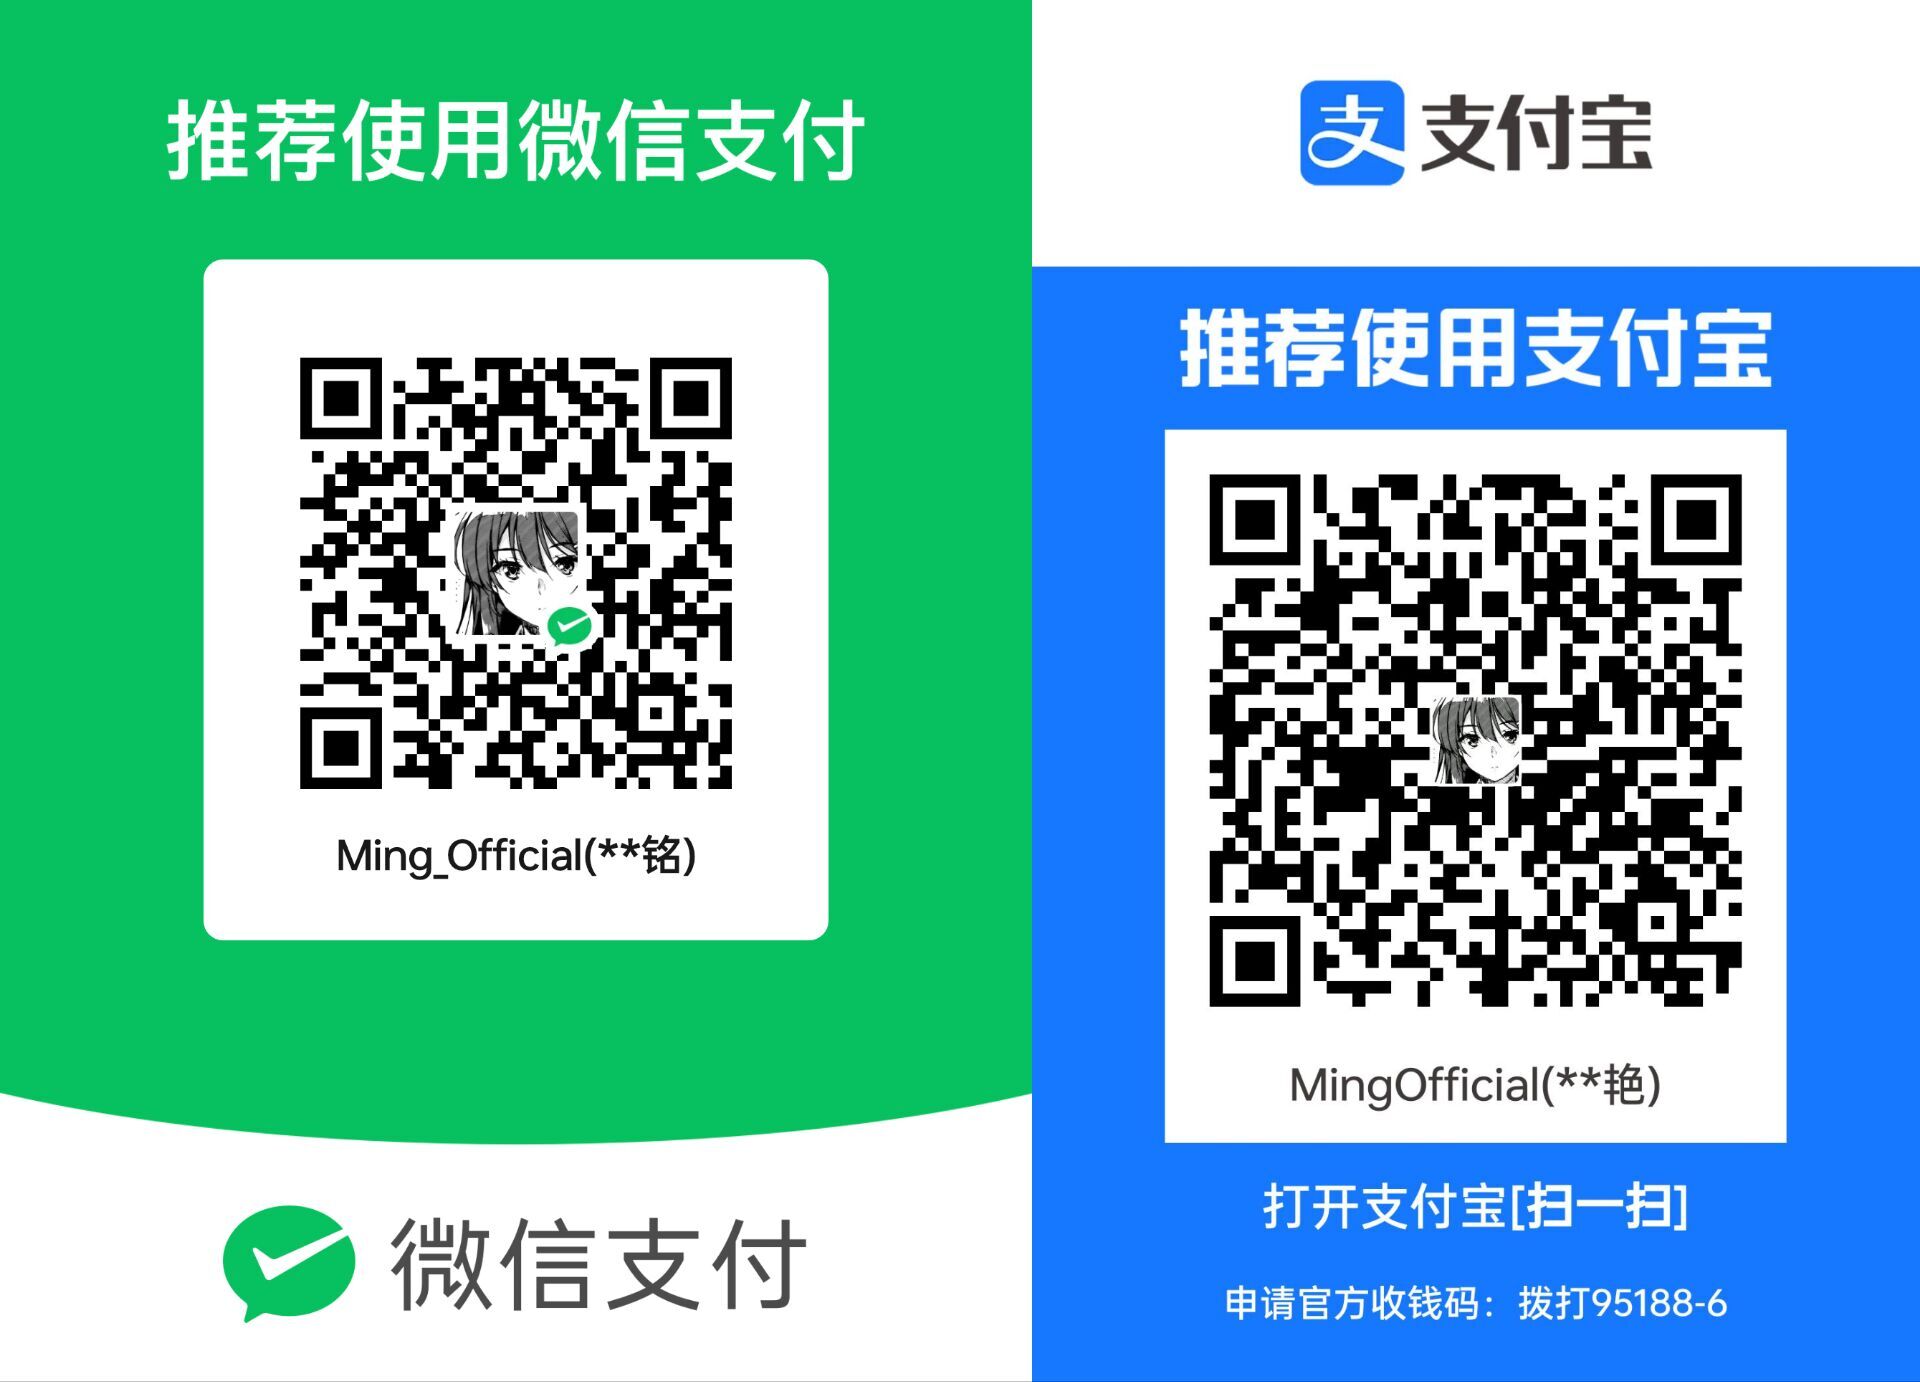 推荐使用微信支付
Ming_Official(**铭)
微信支付
支 支付宝
推荐使用支付宝
MingOfficial(**艳)
打开支付宝[扫一扫]
申请官方收钱码：拨打95188-6